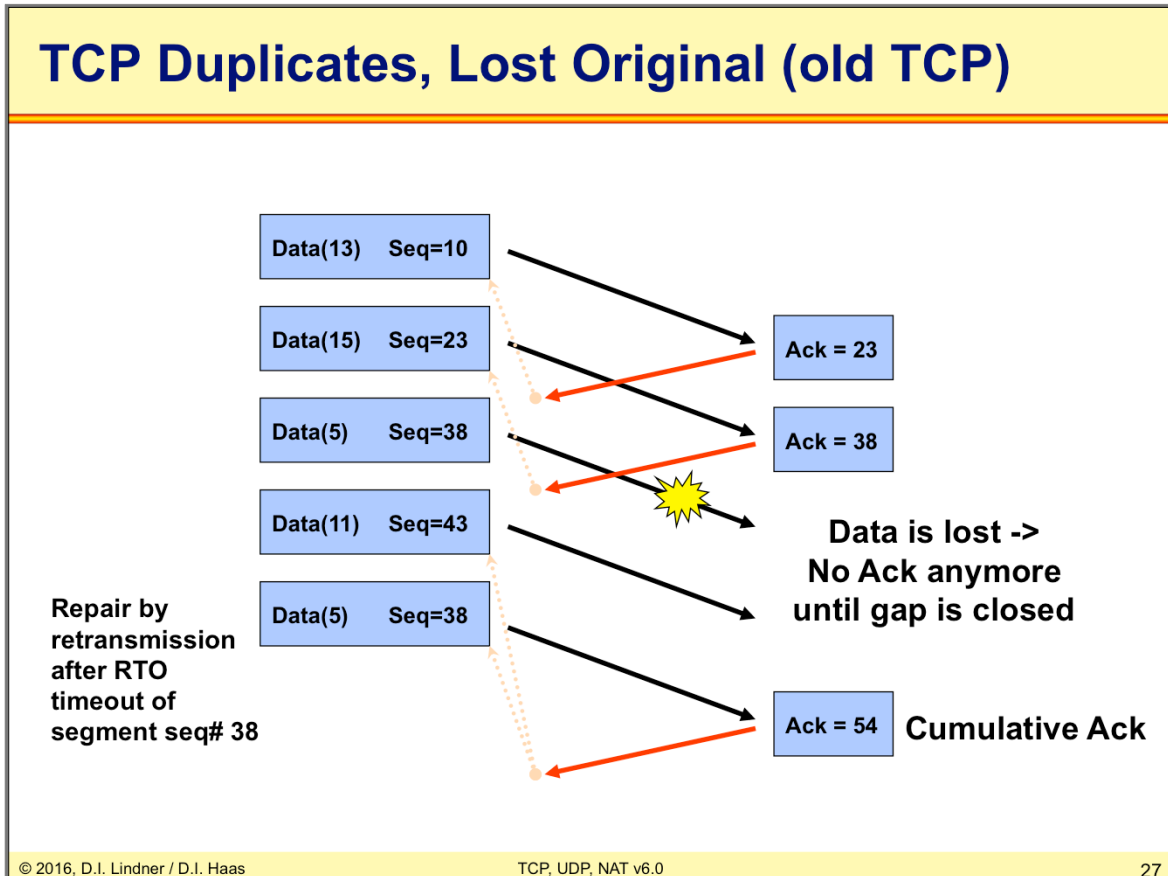 TCP Duplicates, Lost Original (old TCP)
Data(13) Seq=10
Data(15) Seq=23
Ack = 23
Data(5) Seq=38
Ack = 38
Data(11) Seq=43
Data is lost ->
No Ack anymore
until gap is closed
Data(5) Seq=38
Repair by
retransmission
after RTO
timeout of
segment seq# 38
Ack = 54
Cumulative Ack
© 2016, D.I. Lindner / D.I. Haas
TCP, UDP, NAT v6.0
27